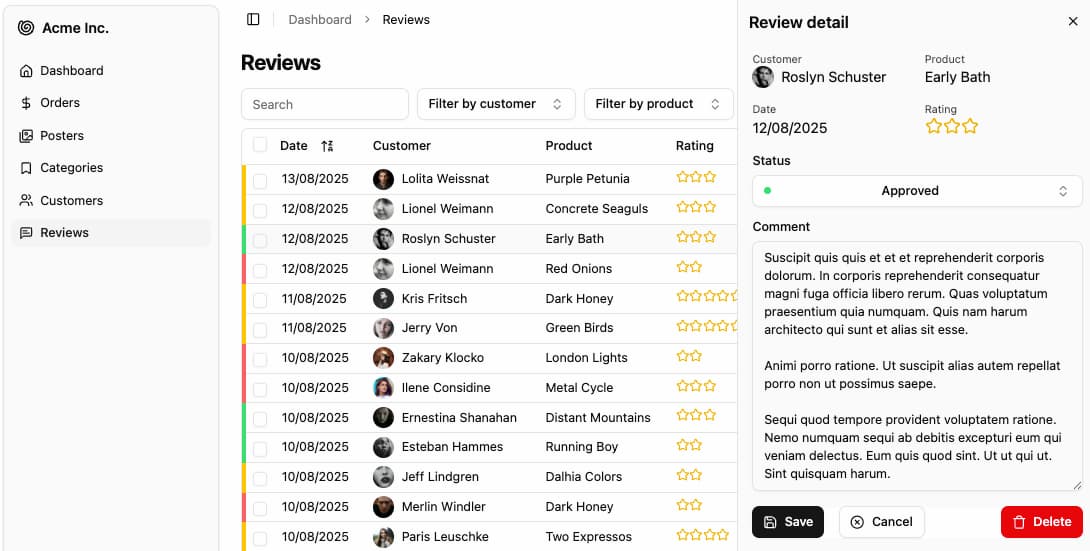 Acme Inc.
Dashboard
Orders
Posters
Categories
Customers
Reviews
Dashboard > Reviews
Reviews
Search
Filter by customer
Filter by product
Date Customer Product Rating
13/08/2025 Lolita Weissnat Purple Petunia
12/08/2025 Lionel Weimann Concrete Seaguls
12/08/2025 Roslyn Schuster Early Bath
12/08/2025 Lionel Weimann Red Onions
11/08/2025 Kris Fritsch Dark Honey
11/08/2025 Jerry Von Green Birds
10/08/2025 Zakary Klocko London Lights
10/08/2025 Ilene Considine Metal Cycle
10/08/2025 Ernestina Shanahan Distant Mountains
10/08/2025 Esteban Hammes Running Boy
10/08/2025 Jeff Lindgren Dalhia Colors
10/08/2025 Merlin Windler Dark Honey
10/08/2025 Paris Leuschke Two Expressos
Review detail
Customer
Roslyn Schuster
Product
Early Bath
Date
12/08/2025
Rating
Status
Approved
Comment
Suscipit quis quis et et et reprehenderit corporis
dolorum. In corporis reprehenderit consequatur
magni fuga officia libero rerum. Quas voluptatum
praesentium quia numquam. Quis nam harum
architecto qui sunt et alias sit esse.
Animi porro ratione. Ut suscipit alias autem repellat
porro non ut possimus saepe.
Sequi quod tempore provident voluptatem ratione.
Nemo numquam sequi ab debitis excepturi eum qui
veniam delectus. Eum quis quod sint. Ut ut qui ut.
Sint quisquam harum.
Save
Cancel
Delete